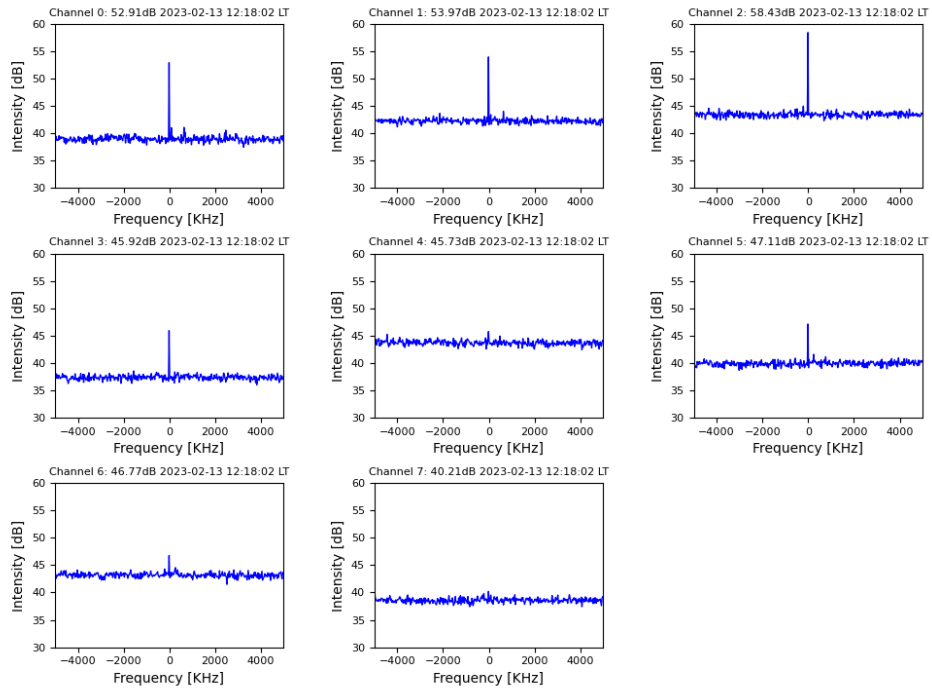 Channel 0: 52.91dB 2023-02-13 12:18:02 LT
Intensity [dB]
60
55
50
45
40
35
30
−4000 −2000 0 2000 4000
Frequency [KHz]
Channel 1: 53.97dB 2023-02-13 12:18:02 LT
Intensity [dB]
60
55
50
45
40
35
30
−4000 −2000 0 2000 4000
Frequency [KHz]
Channel 2: 58.43dB 2023-02-13 12:18:02 LT
Intensity [dB]
60
55
50
45
40
35
30
−4000 −2000 0 2000 4000
Frequency [KHz]
Channel 3: 45.92dB 2023-02-13 12:18:02 LT
Intensity [dB]
60
55
50
45
40
35
30
−4000 −2000 0 2000 4000
Frequency [KHz]
Channel 4: 45.73dB 2023-02-13 12:18:02 LT
Intensity [dB]
60
55
50
45
40
35
30
−4000 −2000 0 2000 4000
Frequency [KHz]
Channel 5: 47.11dB 2023-02-13 12:18:02 LT
Intensity [dB]
60
55
50
45
40
35
30
−4000 −2000 0 2000 4000
Frequency [KHz]
Channel 6: 46.77dB 2023-02-13 12:18:02 LT
Intensity [dB]
60
55
50
45
40
35
30
−4000 −2000 0 2000 4000
Frequency [KHz]
Channel 7: 40.21dB 2023-02-13 12:18:02 LT
Intensity [dB]
60
55
50
45
40
35
30
−4000 −2000 0 2000 4000
Frequency [KHz]